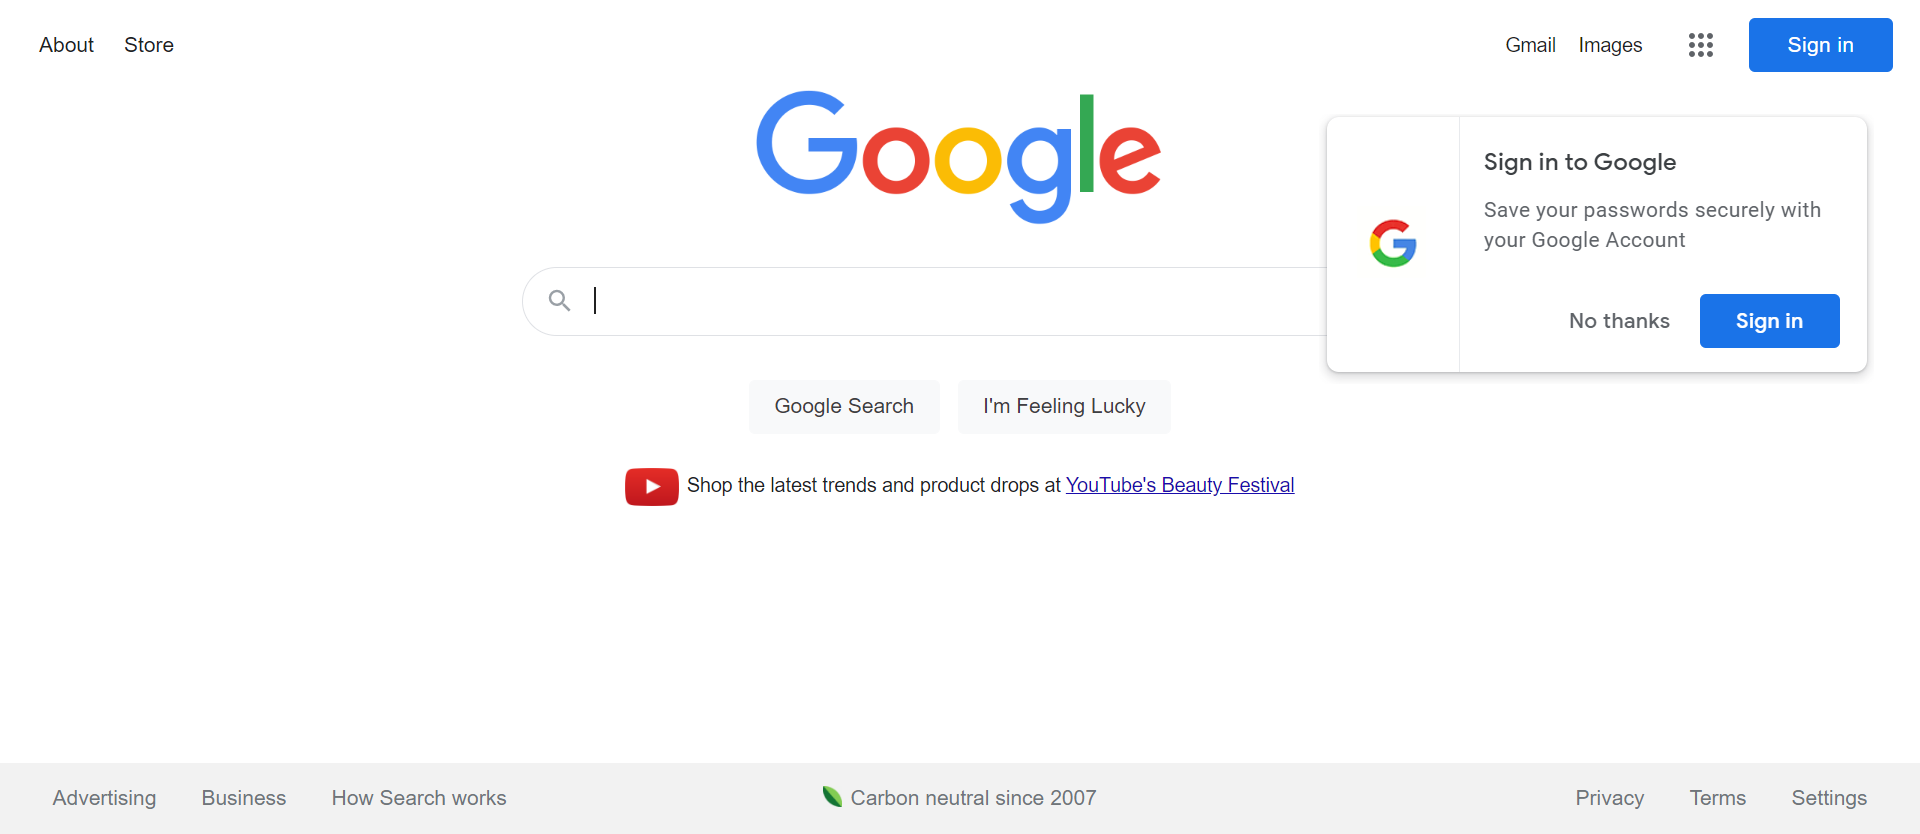 About Store
Gmail Images Sign in
Google
Sign in to Google
Save your passwords securely with
your Google Account
No thanks Sign in
Google Search I'm Feeling Lucky
Shop the latest trends and product drops at YouTube's Beauty Festival
Advertising Business How Search works
Carbon neutral since 2007
Privacy Terms Settings